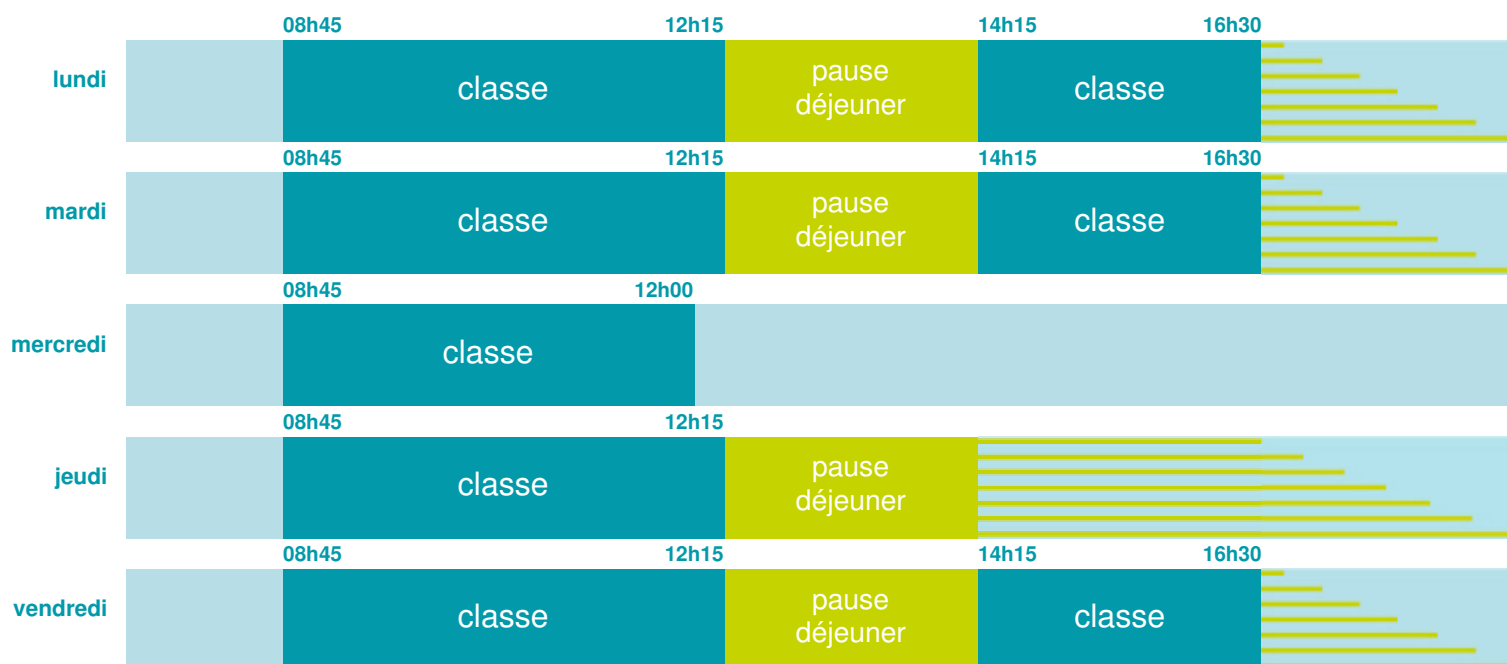 08h45 12h15 14h15 16h30
lundi classe pause déjeuner classe
08h45 12h15 14h15 16h30
mardi classe pause déjeuner classe
08h45 12h00
mercredi classe
08h45 12h15
jeudi classe pause déjeuner
08h45 12h15 14h15 16h30
vendredi classe pause déjeuner classe